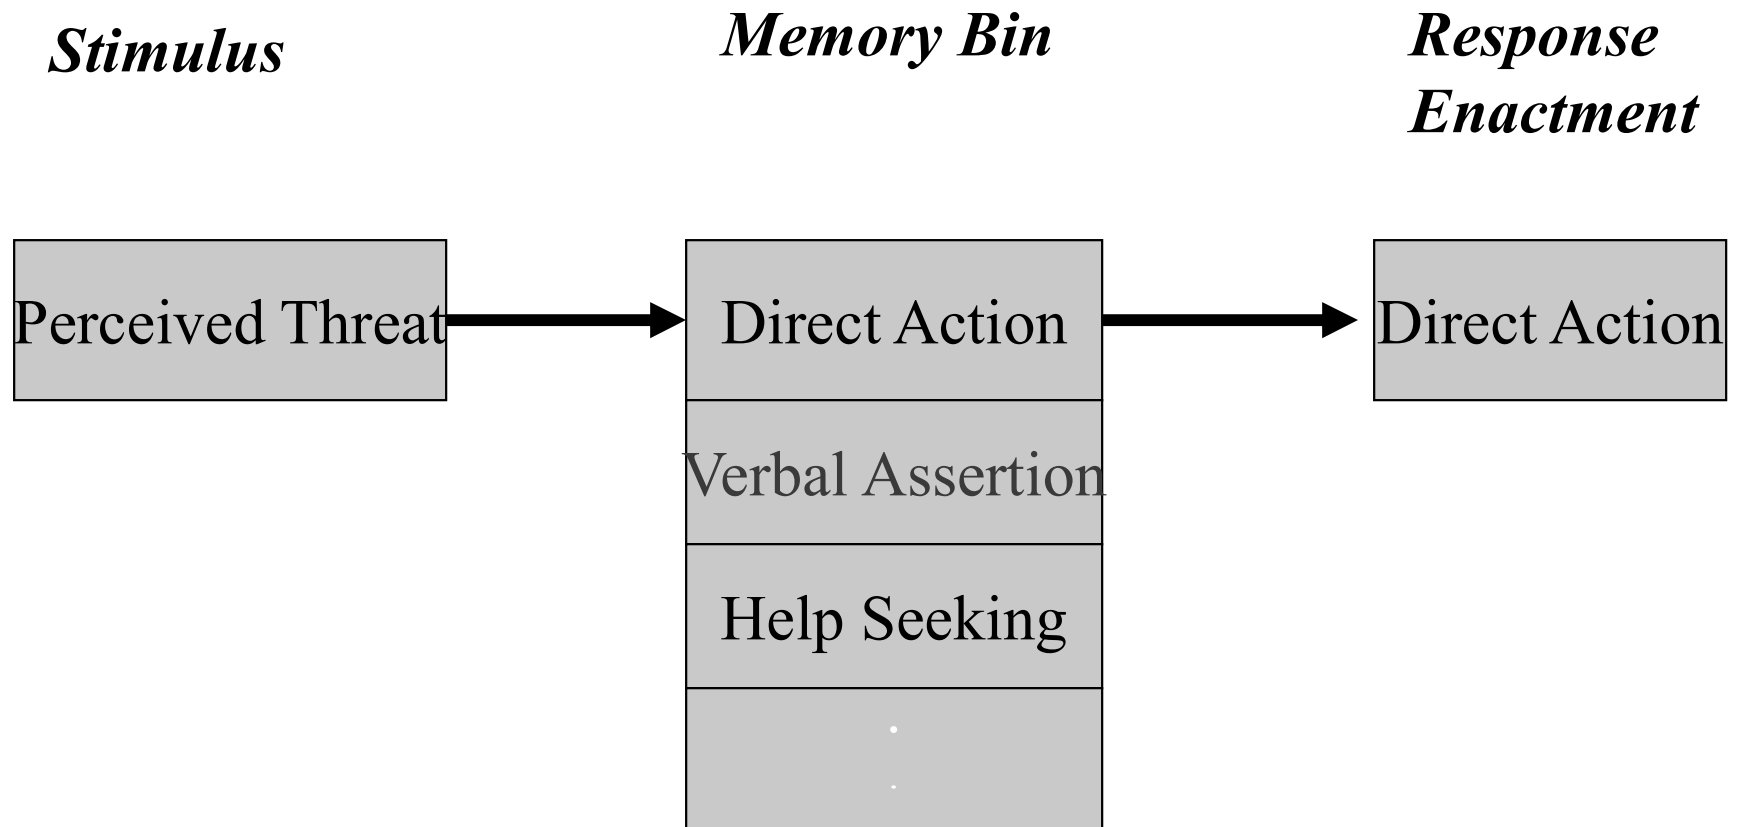 Stimulus
Memory Bin
Response
Enactment
Perceived Threat
Direct Action
Direct Action
Verbal Assertion
Help Seeking
.
.